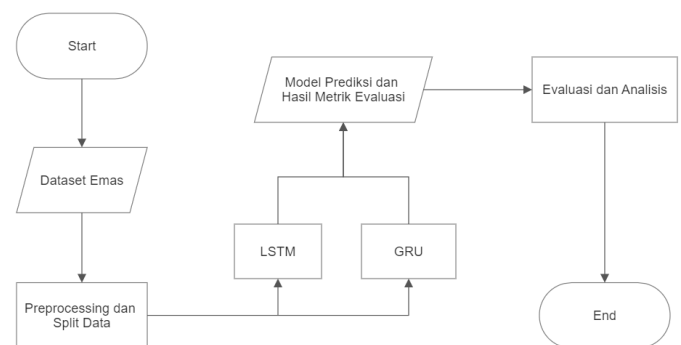 Start
Dataset Emas
Preprocessing dan
Split Data
LSTM
GRU
Model Prediksi dan
Hasil Metrik Evaluasi
Evaluasi dan Analisis
End